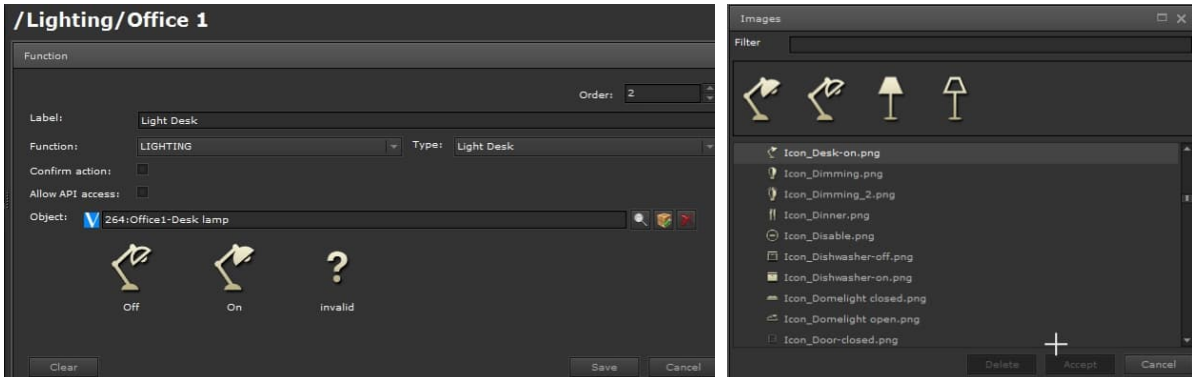 /Lighting/Office 1
Function
Order: 2
Label: Light Desk
Function: LIGHTING Type: Light Desk
Confirm action:
Allow API access:
Object: V 264:Office1-Desk lamp
Off On invalid
Clear Save Cancel
Images
Filter
Icon_Desk-on.png
Icon_Dimming.png
Icon_Dimming_2.png
Icon_Dinner.png
Icon_Disable.png
Icon_Dishwasher-off.png
Icon_Dishwasher-on.png
Icon_Domelight closed.png
Icon_Domelight open.png
Icon_Door-closed.png
Delete Accept Cancel